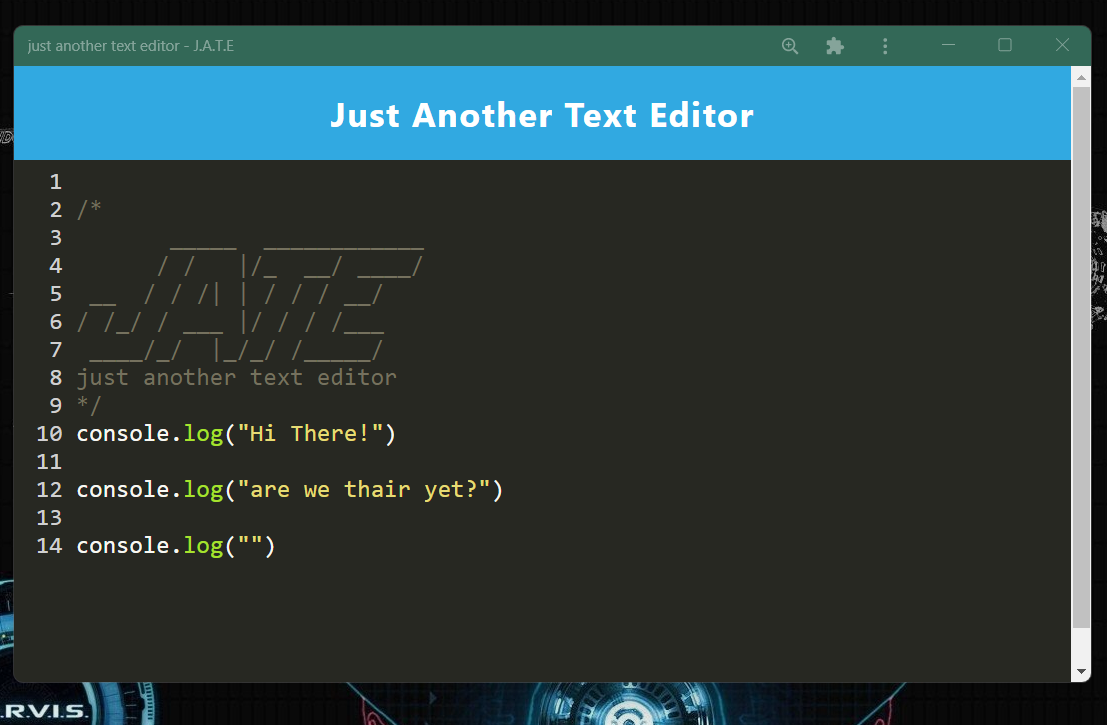 just another text editor - J.A.T.E
Just Another Text Editor
1
2 /*
3        _____  ____________
4       / /   |/_  __/ ____/
5  __  / / /| | / / / __/
6 / /_/ / ___ |/ / / /___
7  ____/_/  |_/_/ /_____/
8 just another text editor
9 */
10 console.log("Hi There!")
11
12 console.log("are we thair yet?")
13
14 console.log("")
.R.V.I.S.